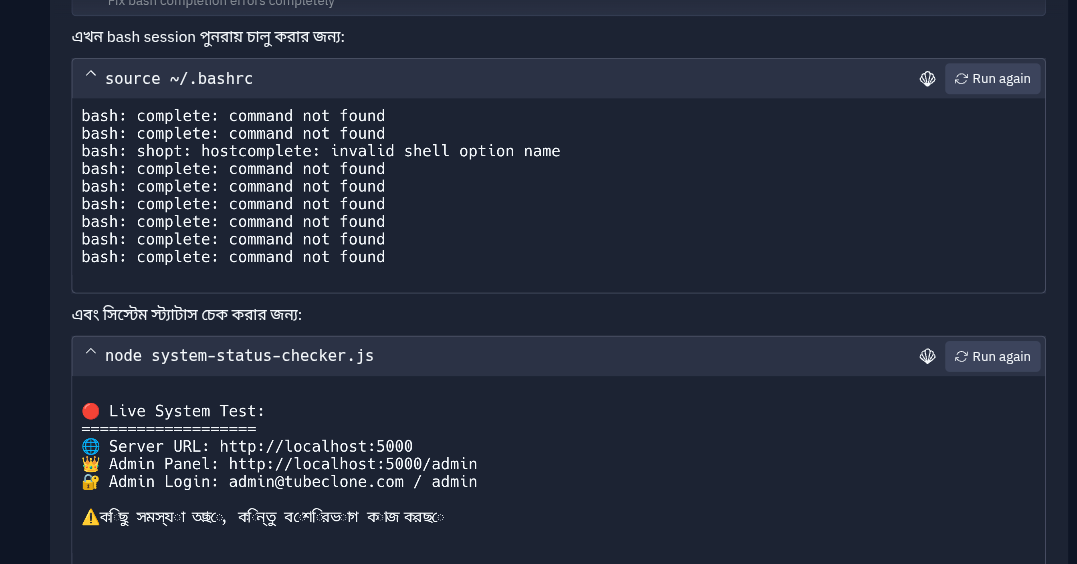 Fix bash completion errors completely
এখন bash session পুনরায় চালু করার জন্য:
^ source ~/.bashrc
Run again
bash: complete: command not found
bash: complete: command not found
bash: shopt: hostcomplete: invalid shell option name
bash: complete: command not found
bash: complete: command not found
bash: complete: command not found
bash: complete: command not found
bash: complete: command not found
bash: complete: command not found
এবং সিস্টেম স্ট্যাটাস চেক করার জন্য:
^ node system-status-checker.js
Run again
🔴 Live System Test:
===================
🌐 Server URL: http://localhost:5000
👑 Admin Panel: http://localhost:5000/admin
🔐 Admin Login: admin@tubeclone.com / admin
⚠️কিছু সমস্যা আছে, কিন্তু বেশিরভাগ কাজ করছে